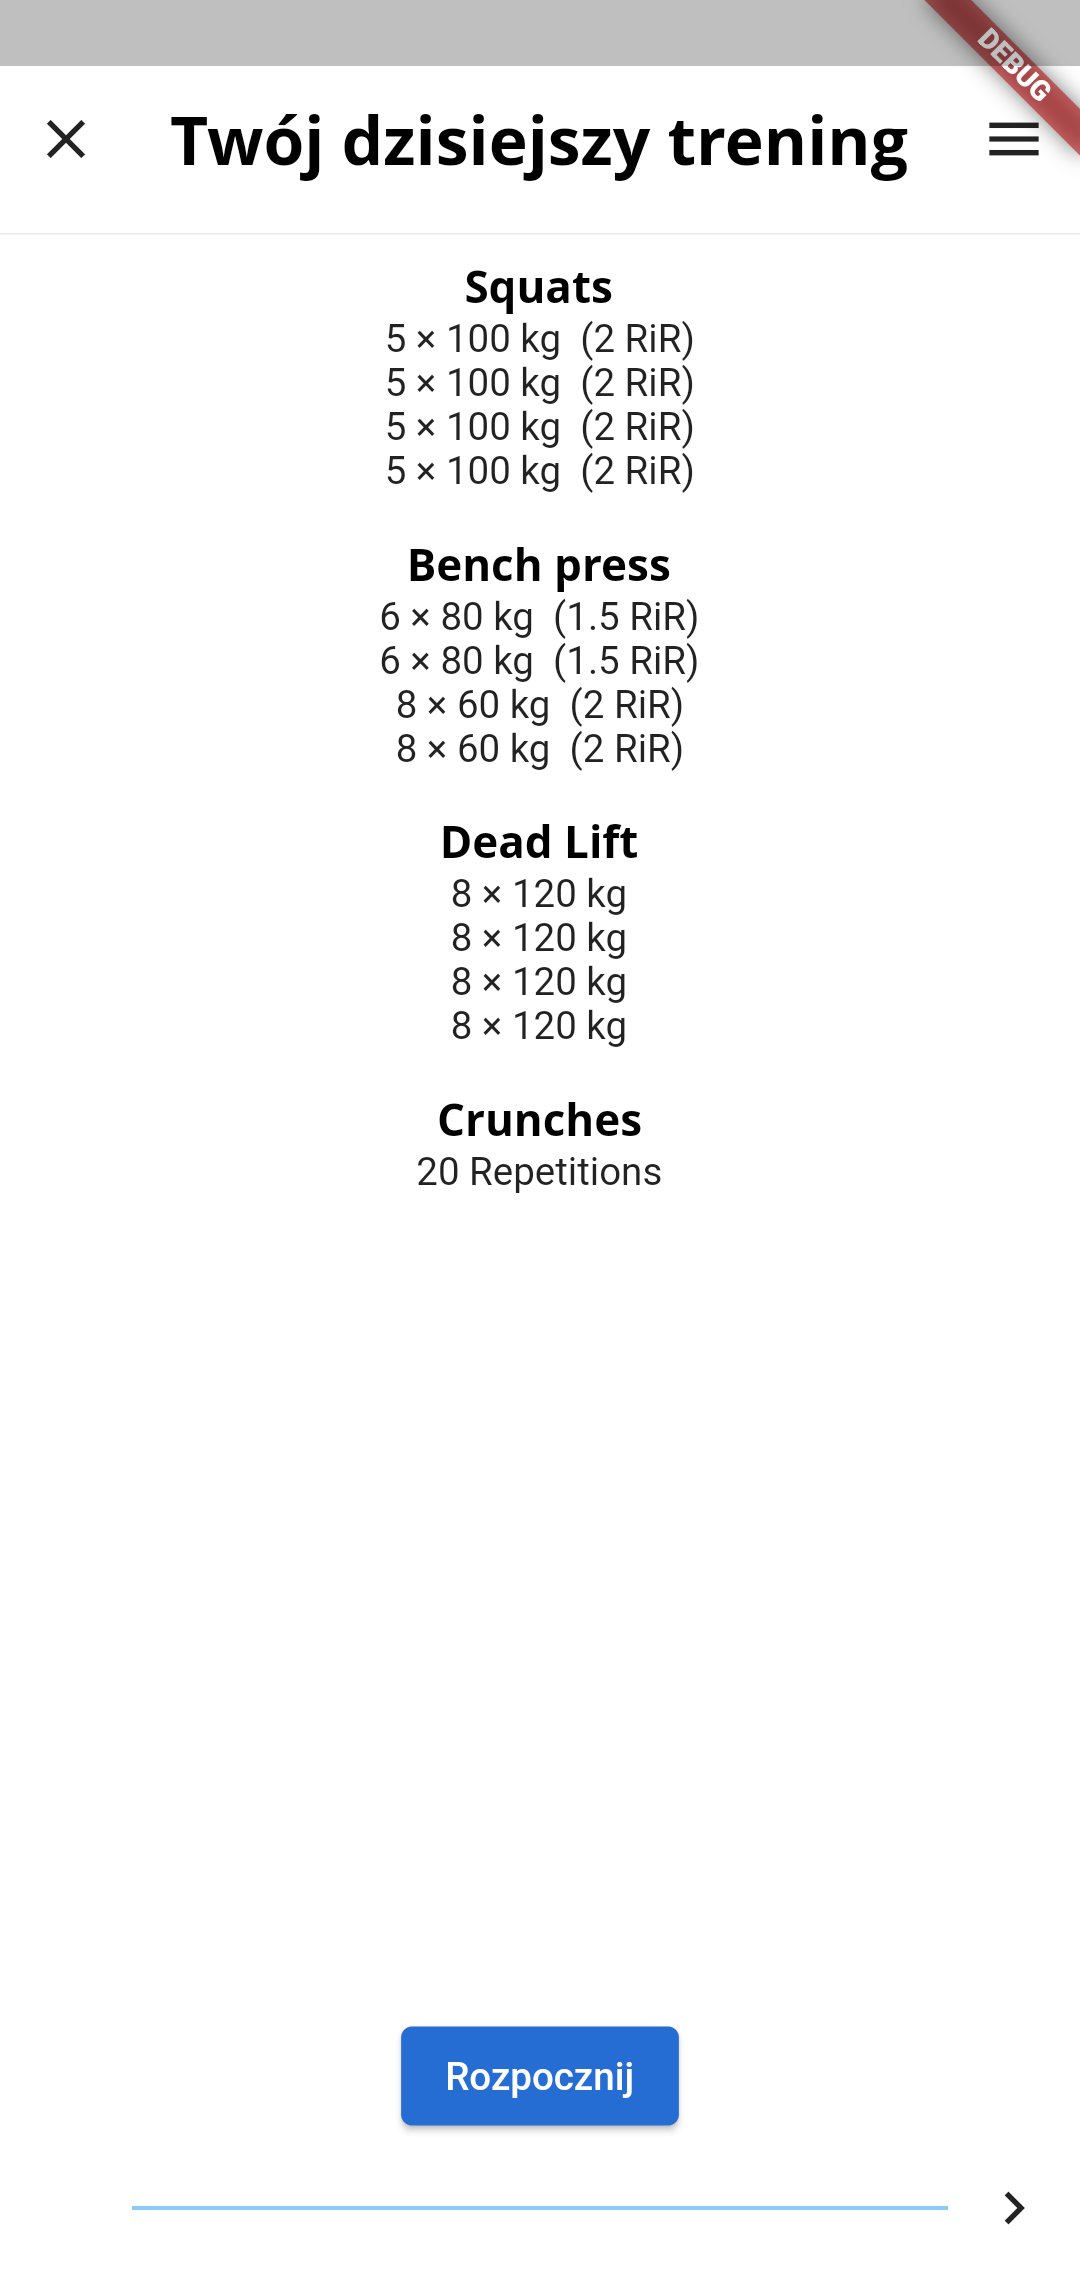 DEBUG
Twój dzisiejszy trening
Squats
5 × 100 kg (2 RiR)
5 × 100 kg (2 RiR)
5 × 100 kg (2 RiR)
5 × 100 kg (2 RiR)
Bench press
6 × 80 kg (1.5 RiR)
6 × 80 kg (1.5 RiR)
8 × 60 kg (2 RiR)
8 × 60 kg (2 RiR)
Dead Lift
8 × 120 kg
8 × 120 kg
8 × 120 kg
8 × 120 kg
Crunches
20 Repetitions
Rozpocznij